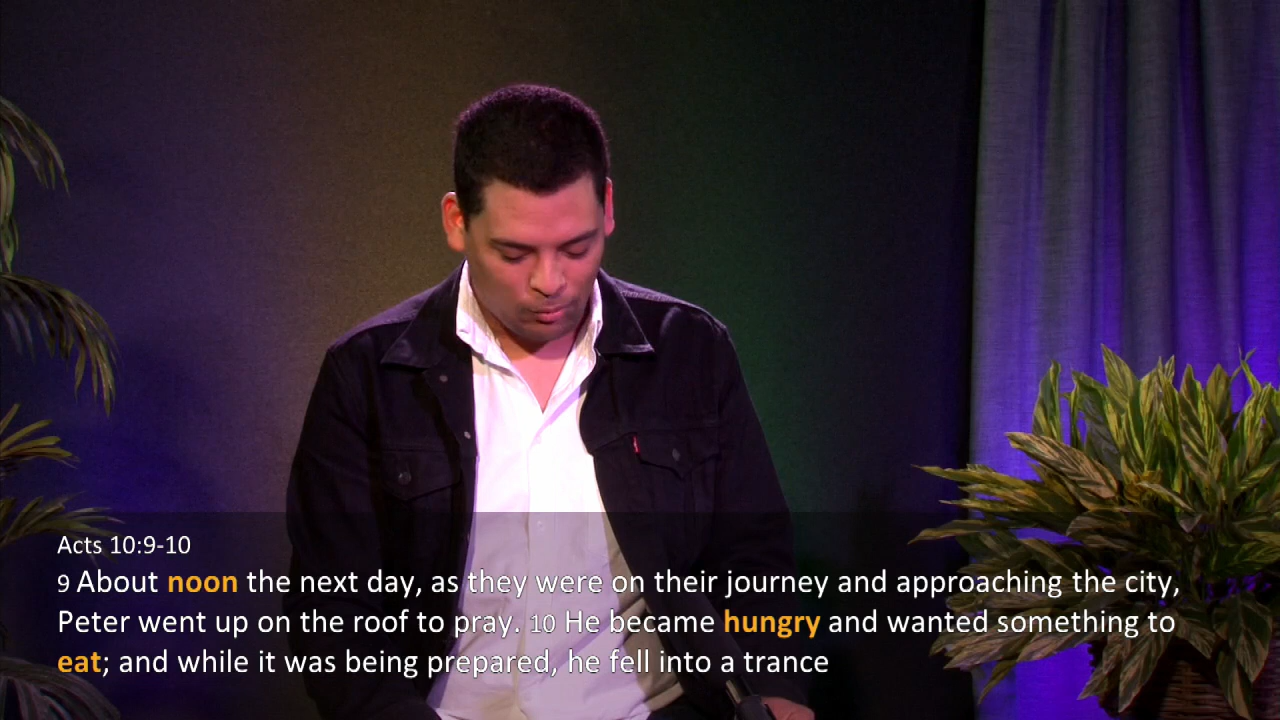 Acts 10:9-10
9 About noon the next day, as they were on their journey and approaching the city,
Peter went up on the roof to pray. 10 He became hungry and wanted something to
eat; and while it was being prepared, he fell into a trance